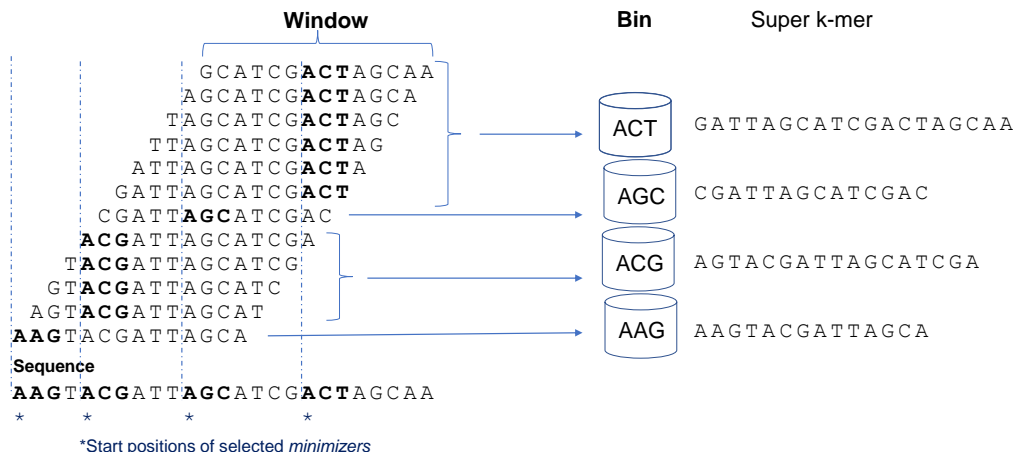 Window Bin Super k-mer
GCATCGACTAGCAA
AGCATCGACTAGCA
TAGCATCGACTAGC
ACT GATTAGCATCGACTAGCAA
TTAGCATCGACTAG
ATTAGCATCGACTA
GATTAGCATCGACT
AGC CGATTAGCATCGAC
CGATTAGCATCGAC
ACGATTAGCATCGA
TACGATTAGCATCG
ACG AGTACGATTAGCATCGA
GTACGATTAGCATC
AGTACGATTAGCAT
AAGTACGATTAGCA
AAG AAGTACGATTAGCA
Sequence
AAGTACGATTAGCATCGACTAGCAA
* * * *
*Start positions of selected minimizers